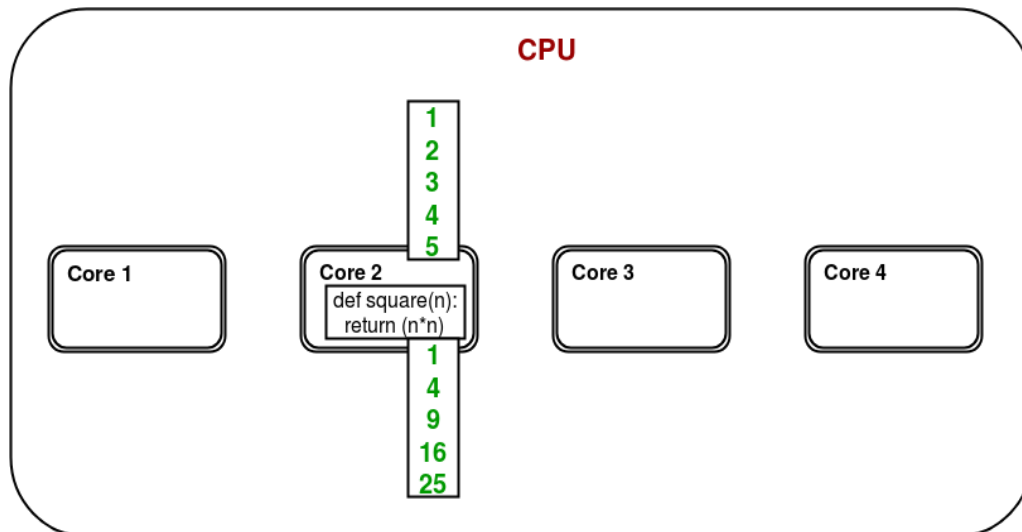 CPU
1
2
3
4
5
Core 1
Core 2
Core 3
Core 4
def square(n):
return (n*n)
1
4
9
16
25